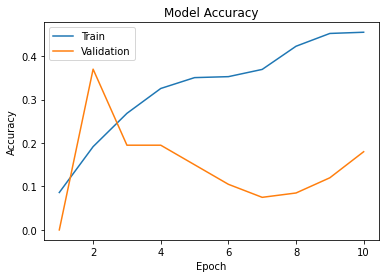 Model Accuracy
Train
Validation
Accuracy
0.4
0.3
0.2
0.1
0.0
2 4 6 8 10
Epoch